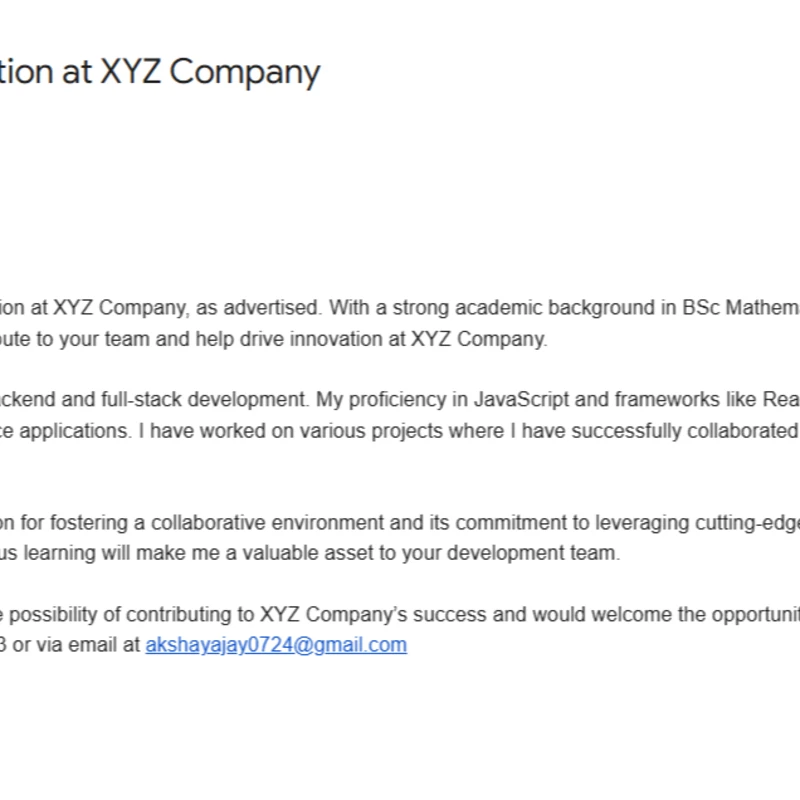 tion at XYZ Company
ion at XYZ Company, as advertised. With a strong academic background in BSc Mathem
ute to your team and help drive innovation at XYZ Company.
ckend and full-stack development. My proficiency in JavaScript and frameworks like Rea
e applications. I have worked on various projects where I have successfully collaborated
on for fostering a collaborative environment and its commitment to leveraging cutting-edge
us learning will make me a valuable asset to your development team.
e possibility of contributing to XYZ Company's success and would welcome the opportunit
3 or via email at akshayajay0724@gmail.com